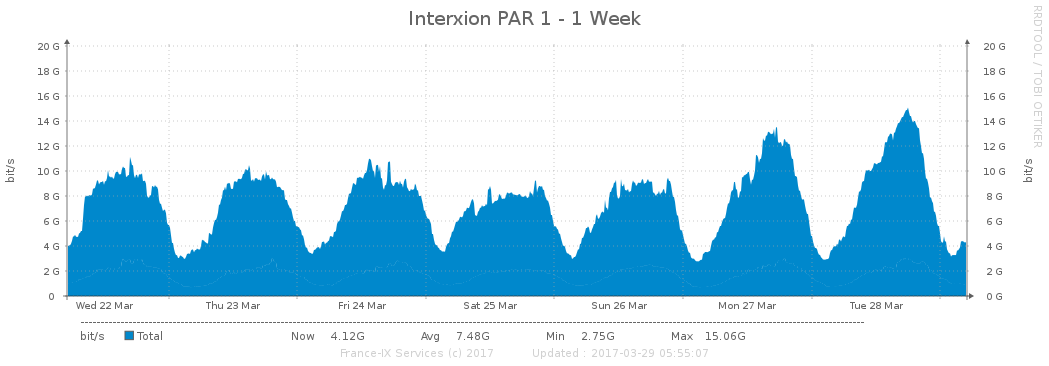 Interxion PAR 1 - 1 Week
RRDTOOL / TOBI OETIKER
20 G 20 G
18 G 18 G
16 G 16 G
14 G 14 G
12 G 12 G
10 G 10 G
8 G 8 G
6 G 6 G
4 G 4 G
2 G 2 G
0 0 G
bit/s bit/s
Wed 22 Mar Thu 23 Mar Fri 24 Mar Sat 25 Mar Sun 26 Mar Mon 27 Mar Tue 28 Mar
bit/s Total Now 4.12G Avg 7.48G Min 2.75G Max 15.06G
France-IX Services (c) 2017 Updated : 2017-03-29 05:55:07